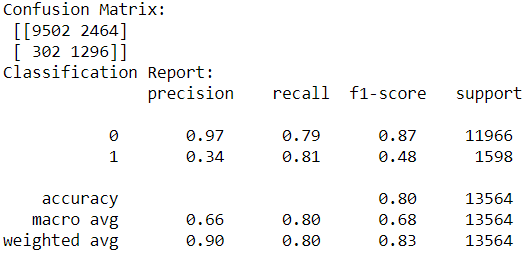 Confusion Matrix:
 [[9502 2464]
 [ 302 1296]]
Classification Report:
              precision    recall  f1-score   support

           0       0.97      0.79      0.87     11966
           1       0.34      0.81      0.48      1598

    accuracy                           0.80     13564
   macro avg       0.66      0.80      0.68     13564
weighted avg       0.90      0.80      0.83     13564